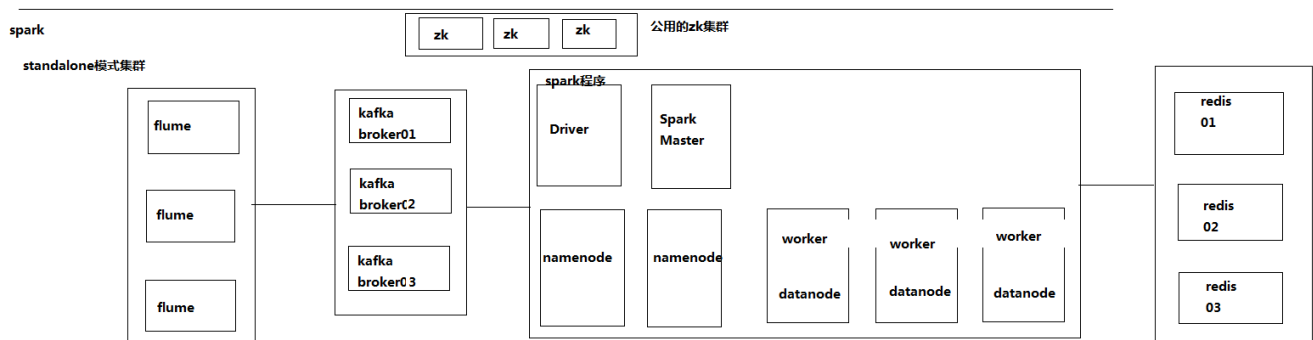 spark
zk
zk
zk
公用的zk集群
standalone模式集群
spark程序
flume
flume
flume
kafka
broker01
kafka
broker02
kafka
broker03
Driver
Spark
Master
namenode
namenode
worker
datanode
worker
datanode
worker
datanode
redis
01
redis
02
redis
03